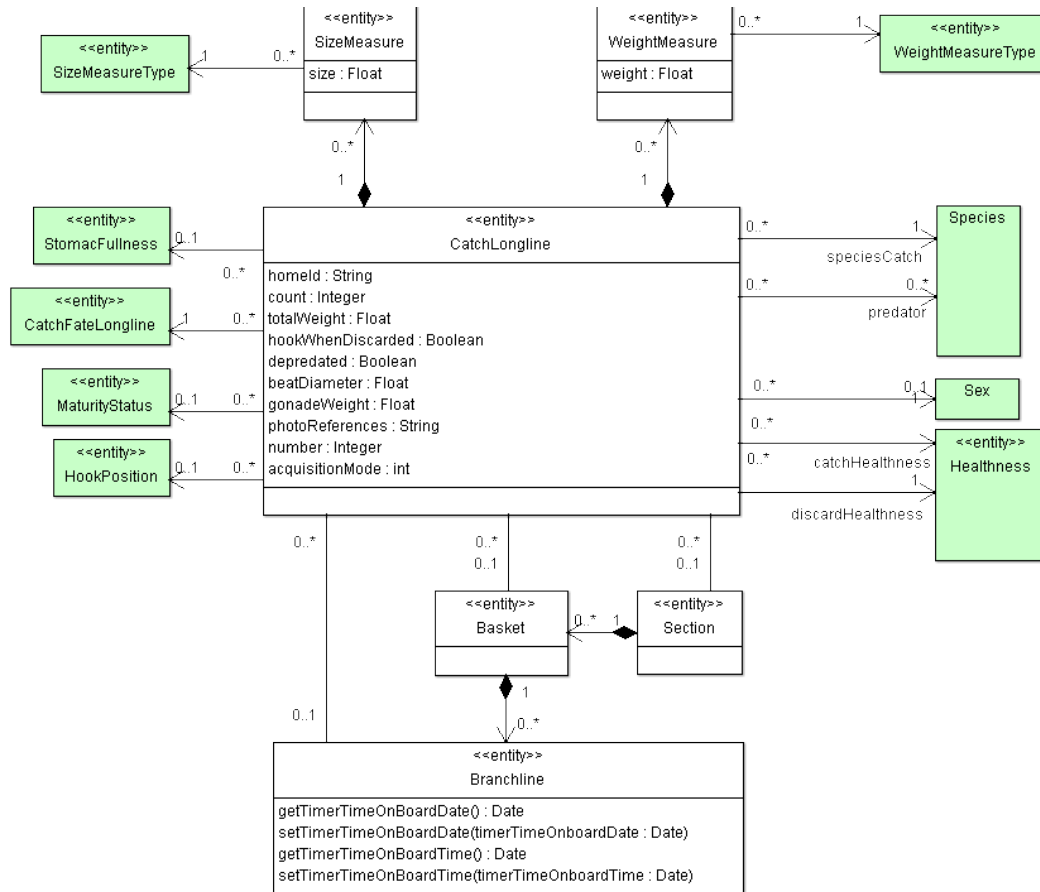 <<entity>>
SizeMeasureType
1
0..*
<<entity>>
SizeMeasure
size : Float
<<entity>>
WeightMeasure
weight : Float
0..*
1
<<entity>>
WeightMeasureType
0..*
1
0..*
1
<<entity>>
StomacFullness
0..1
0..*
<<entity>>
CatchFateLongline
1
0..*
<<entity>>
MaturityStatus
0..1
0..*
<<entity>>
HookPosition
0..1
0..*
<<entity>>
CatchLongline
homeId : String
count : Integer
totalWeight : Float
hookWhenDiscarded : Boolean
depredated : Boolean
beatDiameter : Float
gonadeWeight : Float
photoReferences : String
number : Integer
acquisitionMode : int
0..*
1
speciesCatch
0..*
0..*
predator
Species
0..*
0..1
1
Sex
0..*
catchHealthness
0..*
1
discardHealthness
<<entity>>
Healthness
0..*
0..*
0..1
0..*
0..1
<<entity>>
Basket
0..*
1
<<entity>>
Section
1
0..*
0..1
<<entity>>
Branchline
getTimerTimeOnBoardDate() : Date
setTimerTimeOnBoardDate(timerTimeOnboardDate : Date)
getTimerTimeOnBoardTime() : Date
setTimerTimeOnBoardTime(timerTimeOnboardTime : Date)